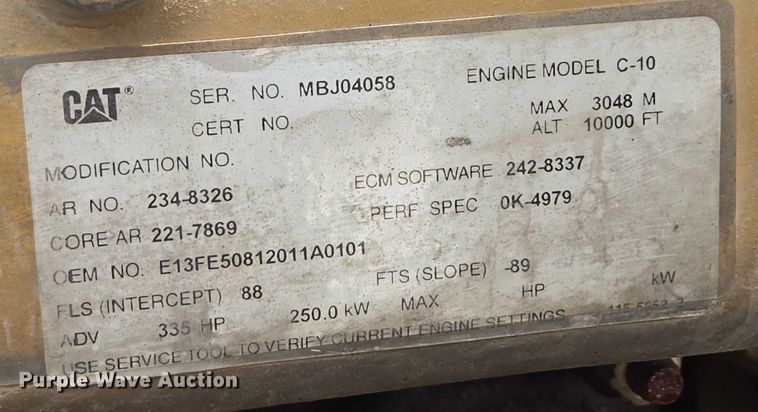 CAT® SER. NO. MBJ04058 ENGINE MODEL C-10
CERT NO. MAX 3048 M
ALT 10000 FT
MODIFICATION NO.
AR NO. 234-8326 ECM SOFTWARE 242-8337
CORE AR 221-7869 PERF SPEC 0K-4979
OEM NO. E13FE50812011A0101
FLS (INTERCEPT) 88 FTS (SLOPE) -89
ADV 335 HP 250.0 kW MAX HP kW
USE SERVICE TOOL TO VERIFY CURRENT ENGINE SETTINGS
Purple Wave Auction